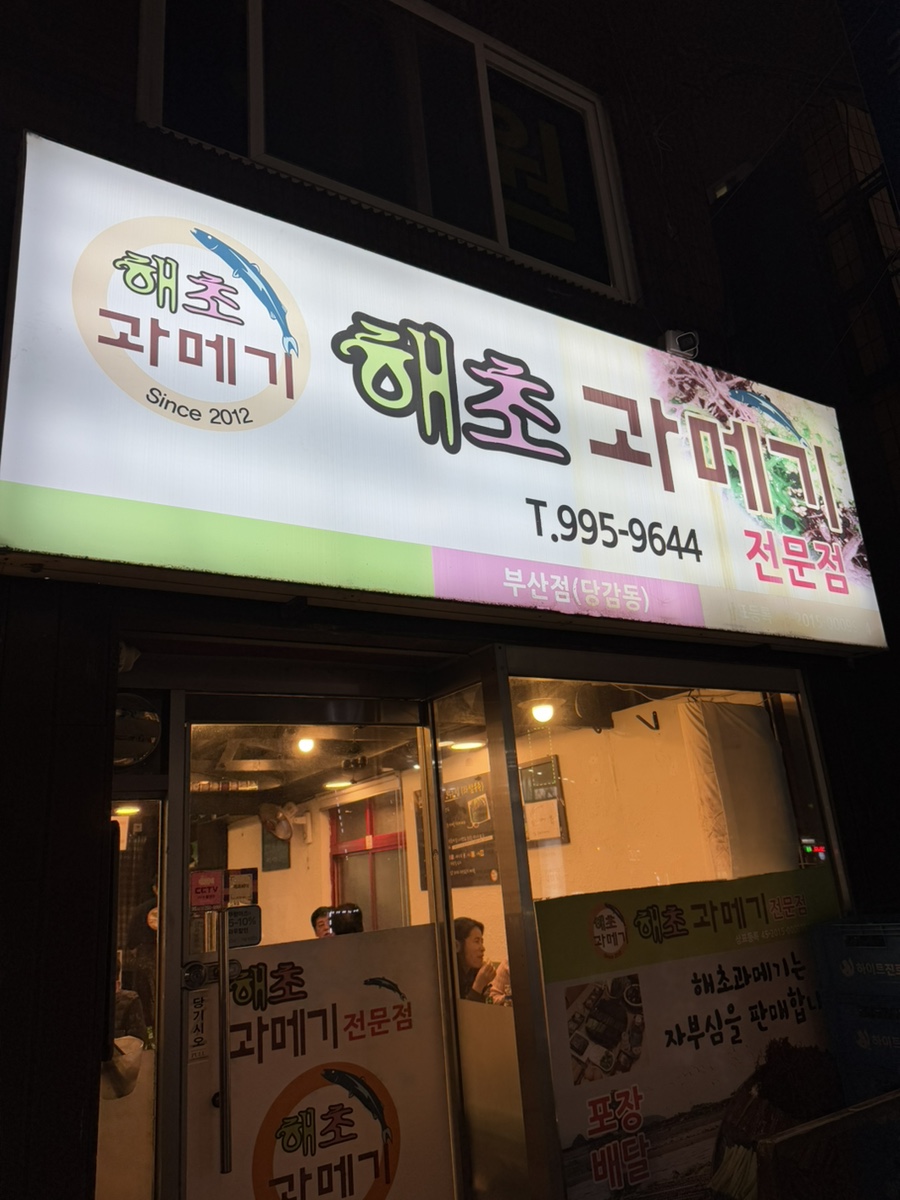 해초
과메기
Since 2012
해초 과메기
T.995-9644
전문점
부산점(당감동)
CCTV
당기시오
해초
과메기 전문점
해초
과메기
해초
과메기
해초 과메기 전문점
해초과메기는
자부심을 판매합니
포장
배달